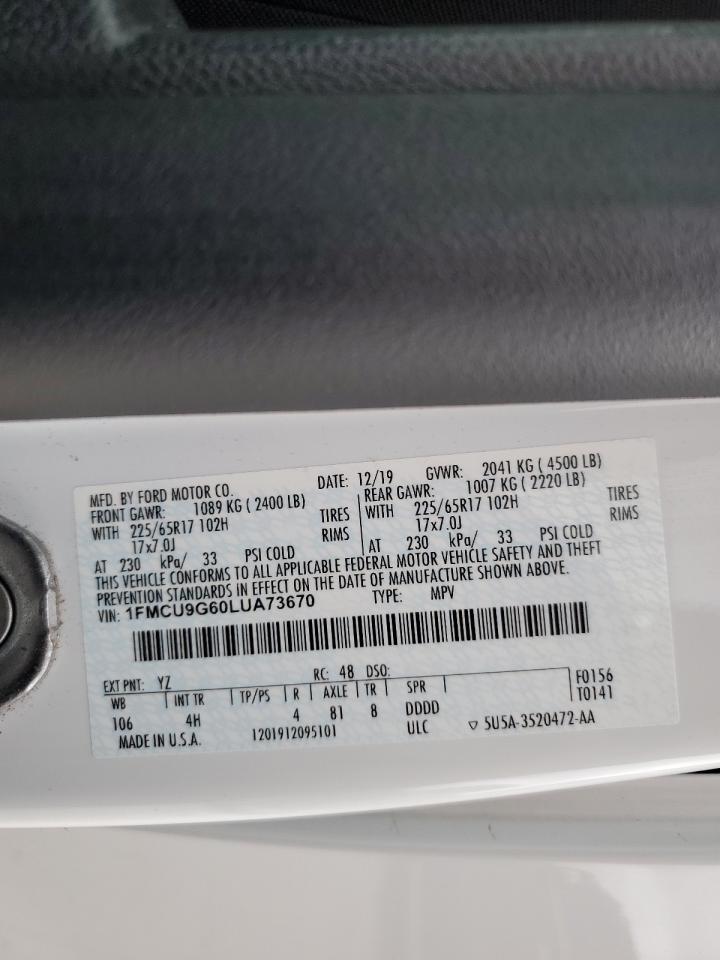 MFD. BY FORD MOTOR CO. DATE: 12/19 GVWR: 2041 KG ( 4500 LB)
FRONT GAWR: 1089 KG ( 2400 LB) REAR GAWR: 1007 KG ( 2220 LB)
WITH 225/65R17 102H TIRES WITH 225/65R17 102H TIRES
17x7.0J RIMS 17x7.0J RIMS
AT 230 kPa/ 33 PSI COLD AT 230 kPa/ 33 PSI COLD
THIS VEHICLE CONFORMS TO ALL APPLICABLE FEDERAL MOTOR VEHICLE SAFETY AND THEFT
PREVENTION STANDARDS IN EFFECT ON THE DATE OF MANUFACTURE SHOWN ABOVE.
VIN: 1FMCU9G60LUA73670 TYPE: MPV
EXT PNT: YZ RC: 48 DSO: F0156
WB INT TR TP/PS R AXLE TR SPR T0141
106 4H 4 81 8 DDDD
MADE IN U.S.A. 1201912095101 ULC ▽ 5U5A-3520472-AA